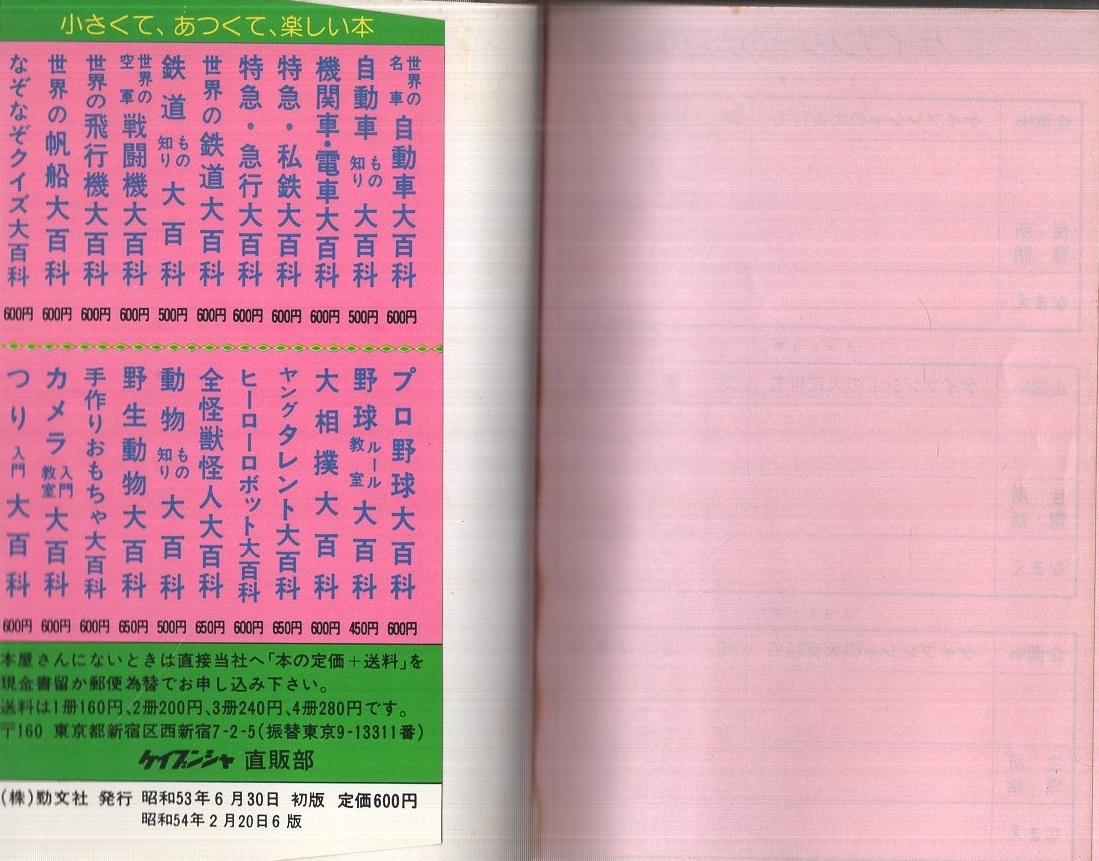 小さくて、あつくて、楽しい本
世界の名車自動車大百科 600円
自動車もの知り大百科 500円
機関車・電車大百科 600円
特急・私鉄大百科 600円
特急・急行大百科 600円
世界の鉄道大百科 600円
鉄道もの知り大百科 500円
世界の空軍戦闘機大百科 600円
世界の飛行機大百科 600円
世界の帆船大百科 600円
なぞなぞクイズ大百科 600円
プロ野球大百科 600円
野球ルール教室大百科 450円
大相撲大百科 600円
ヤングタレント大百科 650円
ヒーローロボット大百科 600円
全怪獣怪人大百科 650円
動物もの知り大百科 500円
野生動物大百科 650円
手作りおもちゃ大百科 600円
カメラ入門教室大百科 600円
つり入門大百科 600円
本屋さんにないときは直接当社へ「本の定価+送料」を
現金書留か郵便為替でお申し込み下さい。
送料は1冊160円、2冊200円、3冊240円、4冊280円です。
〒160 東京都新宿区西新宿7-2-5(振替東京9-13311番)
ケイブンシャ 直販部
(株)勁文社 発行 昭和53年6月30日 初版 定価600円
昭和54年2月20日6版